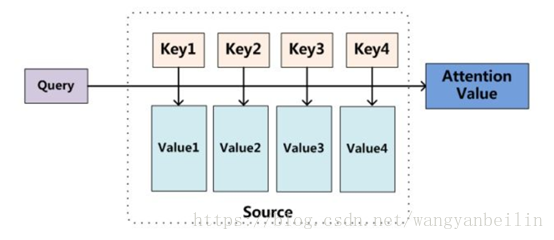 Key1 Key2 Key3 Key4
Query
Attention
Value
Value1 Value2 Value3 Value4
Source
https://blog.csdn.net/wangyanbeilin